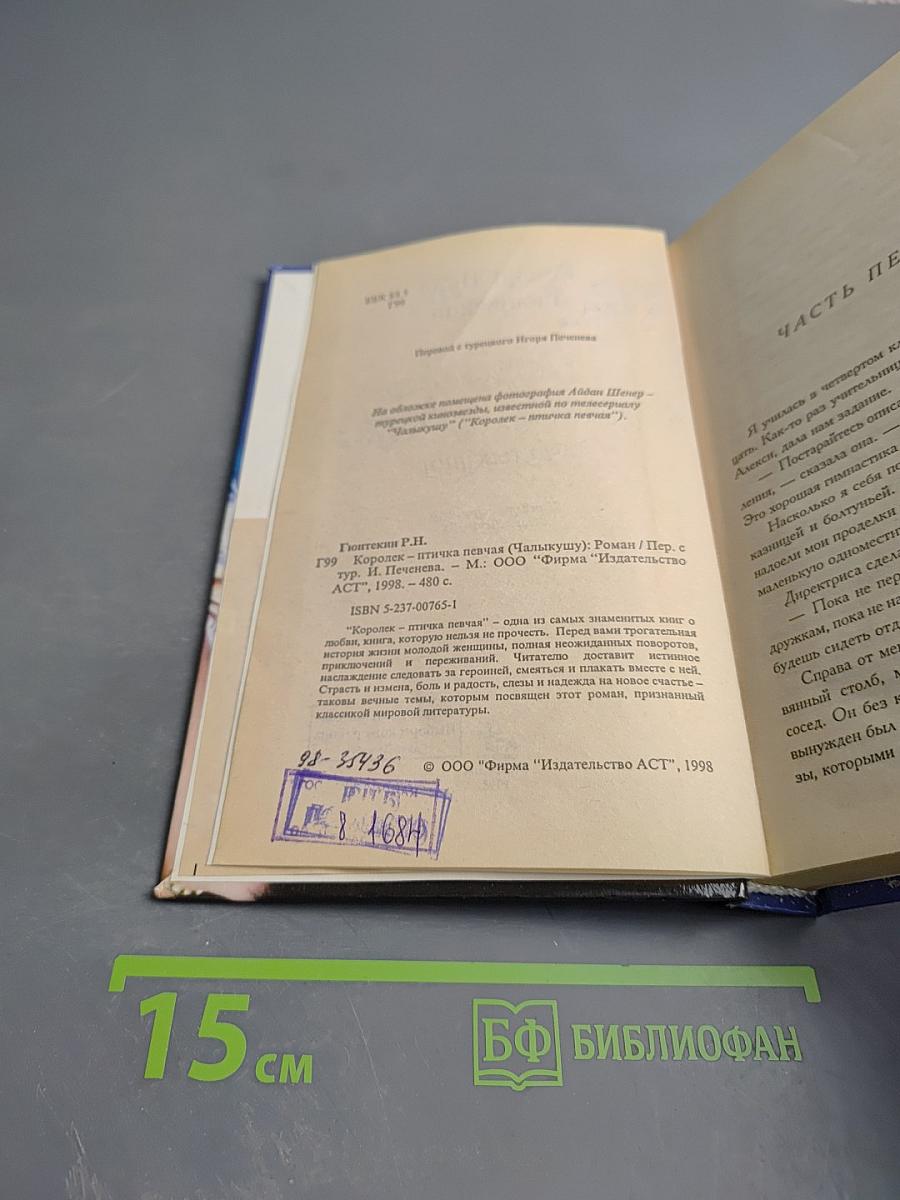 Г99
Перевод с турецкого Игоря Печенева
На обложке помещена фотография Айдан Шенер –
турецкой кинозвезды, известной по телесериалу
"Чалыкушу" ("Королек – птичка певчая").
Гюнтекин Р.Н.
Г99 Королек – птичка певчая (Чалыкушу): Роман / Пер. с
тур. И. Печенева. – М.: ООО "Фирма "Издательство
АСТ", 1998. – 480 с.
ISBN 5-237-00765-1
"Королек – птичка певчая" – одна из самых знаменитых книг о
любви, книга, которую нельзя не прочесть. Перед вами трогательная
история жизни молодой женщины, полная неожиданных поворотов,
приключений и переживаний. Читателю доставит истинное
наслаждение следовать за героиней, смеяться и плакать вместе с ней.
Страсть и измена, боль и радость, слезы и надежда на новое счастье –
таковы вечные темы, которым посвящен этот роман, признанный
классикой мировой литературы.
98-35436
© ООО "Фирма "Издательство АСТ", 1998
ЧАСТЬ ПЕ
Я училась в четвертом кл
цать. Как-то раз учительниц
Алекси, дала нам задание.
— Постарайтесь описа
ления, — сказала она. —
Это хорошая гимнастика
Насколько я себя по
казницей и болтуньей.
надоели мои проделки
маленькую одноместн
Директриса сдела
— Пока не пер
дружкам, пока не на
будешь сидеть отд
Справа от мен
вянный столб, м
сосед. Он без к
вынужден был
зы, которыми
15 см
БФ БИБЛИОФАН